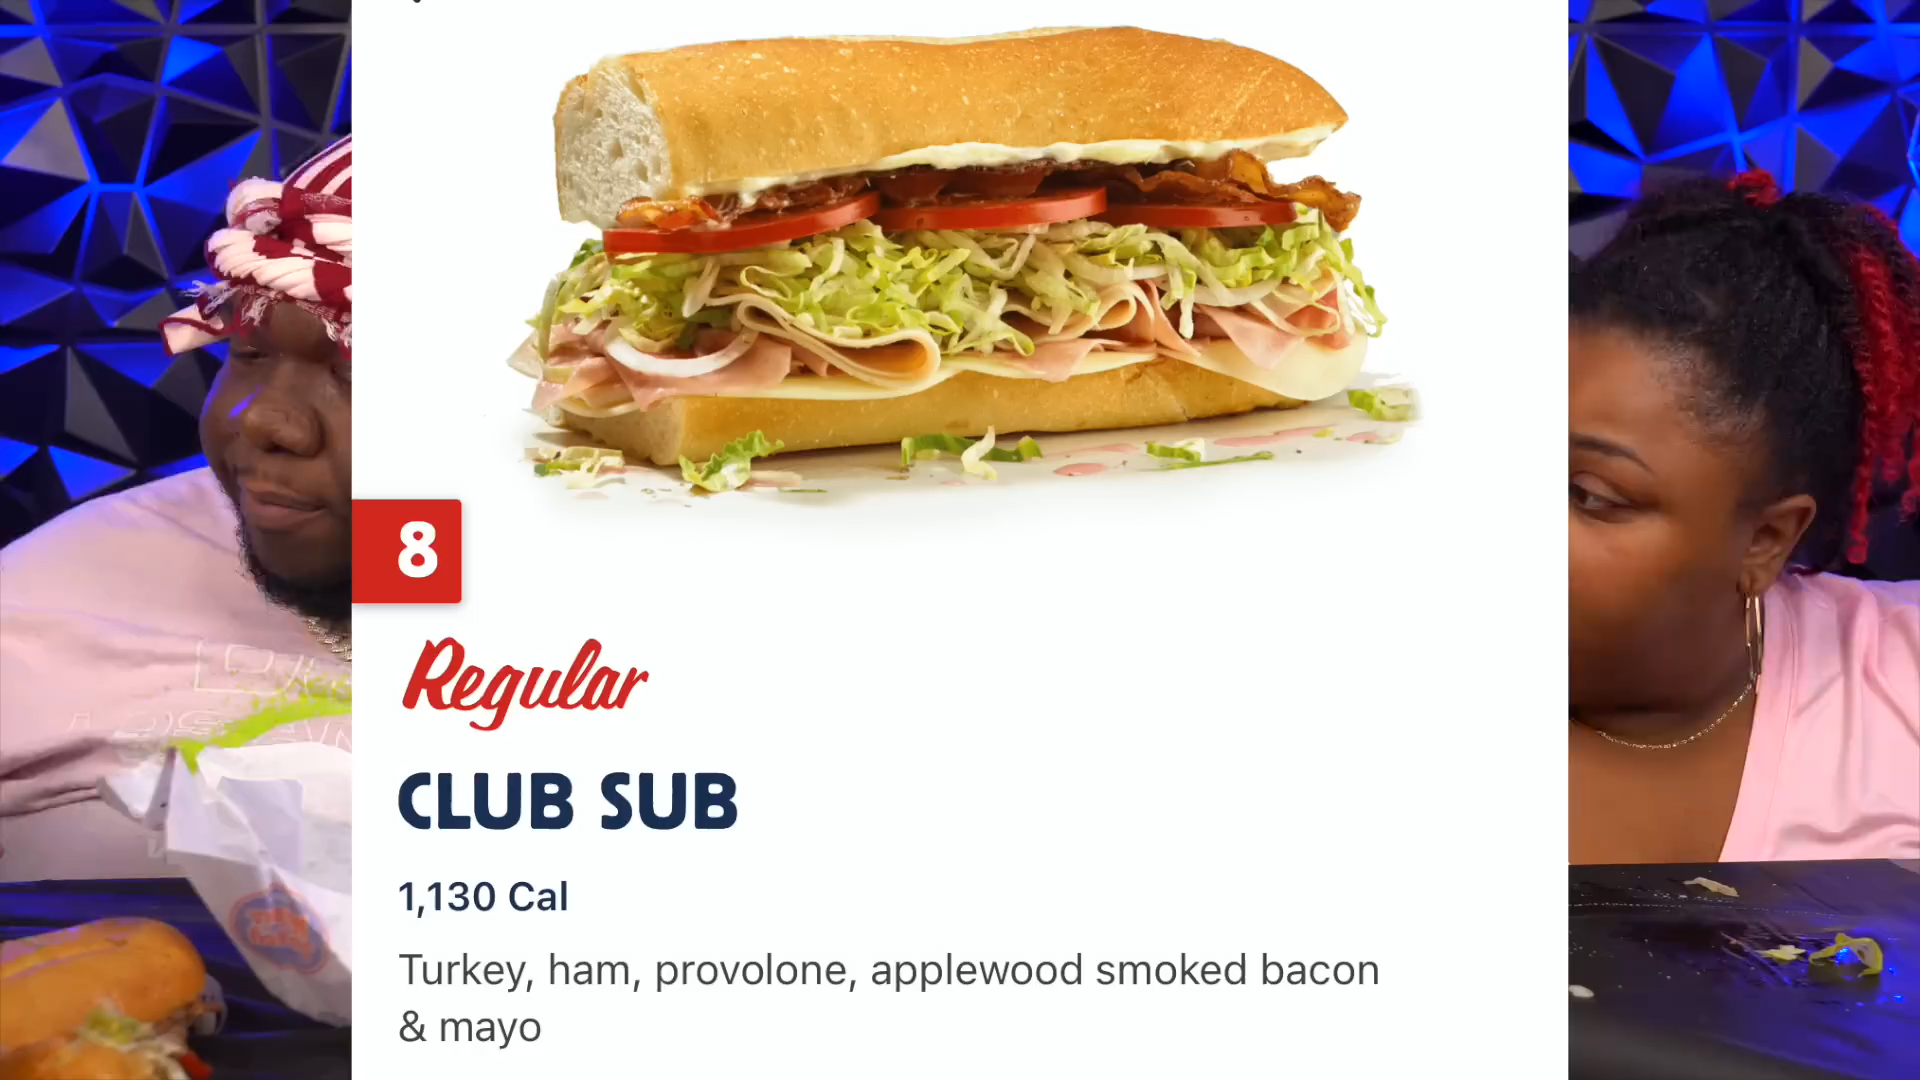 8
Regular
CLUB SUB
1,130 Cal
Turkey, ham, provolone, applewood smoked bacon
& mayo